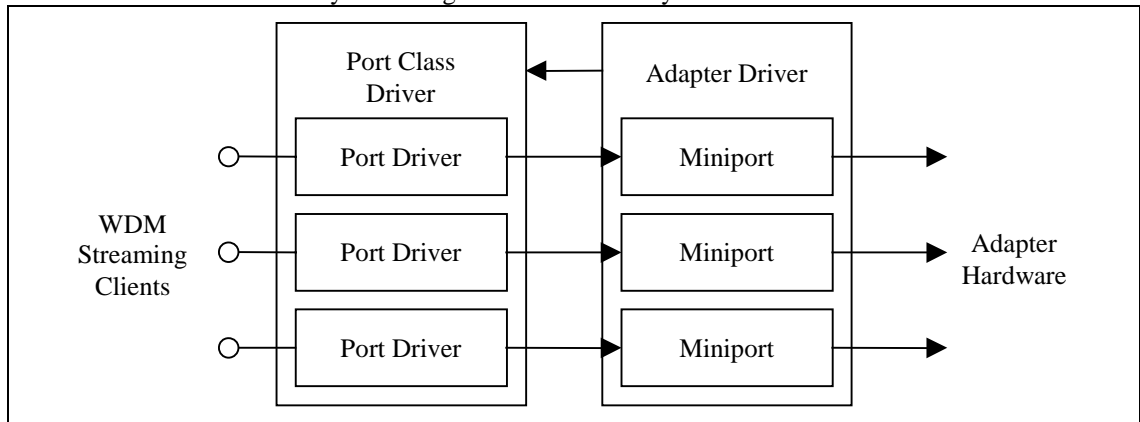 Port Class
Driver
Adapter Driver
Port Driver
Miniport
Port Driver
Miniport
Port Driver
Miniport
WDM
Streaming
Clients
Adapter
Hardware